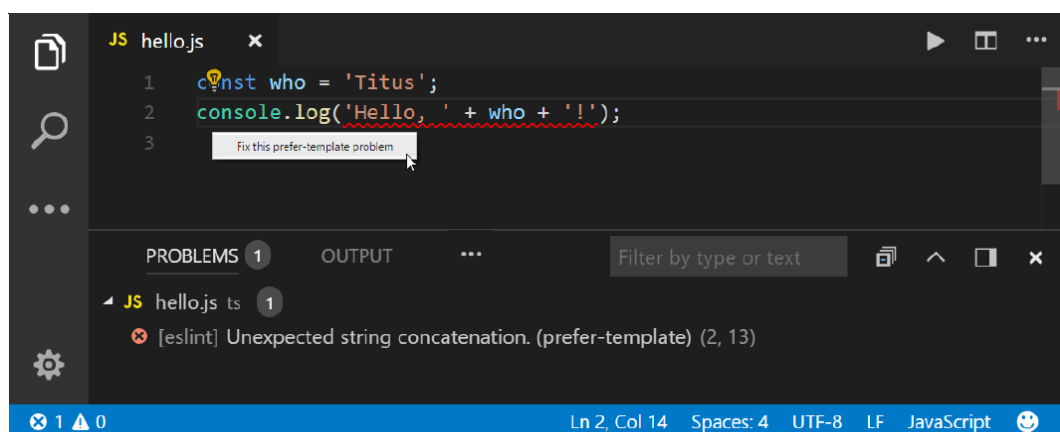 JS hello.js ×
1 const who = 'Titus';
2 console.log('Hello, ' + who + '!');
3
Fix this prefer-template problem
PROBLEMS 1 OUTPUT ••• Filter by type or text
JS hello.js ts 1
[eslint] Unexpected string concatenation. (prefer-template) (2, 13)
1 0 Ln 2, Col 14 Spaces: 4 UTF-8 LF JavaScript